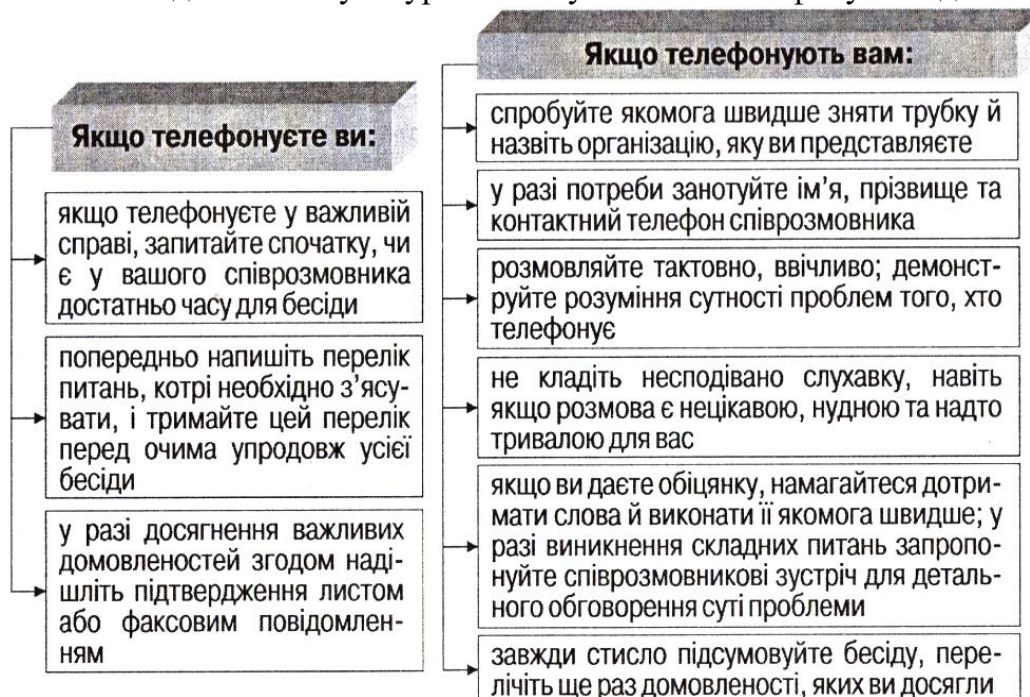 Якщо телефонуєте ви:
якщо телефонуєте у важливій
справі, запитайте спочатку, чи
є у вашого співрозмовника
достатньо часу для бесіди
попередньо напишіть перелік
питань, котрі необхідно з’ясу-
вати, і тримайте цей перелік
перед очима упродовж усієї
бесіди
у разі досягнення важливих
домовленостей згодом наді-
шліть підтвердження листом
або факсовим повідомлен-
ням
Якщо телефонують вам:
спробуйте якомога швидше зняти трубку й
назвіть організацію, яку ви представляєте
у разі потреби занотуйте ім’я, прізвище та
контактний телефон співрозмовника
розмовляйте тактовно, ввічливо; демонст-
руйте розуміння сутності проблем того, хто
телефонує
не кладіть несподівано слухавку, навіть
якщо розмова є нецікавою, нудною та надто
тривалою для вас
якщо ви даєте обіцянку, намагайтеся дотри-
мати слова й виконати її якомога швидше; у
разі виникнення складних питань запропо-
нуйте співрозмовникові зустріч для деталь-
ного обговорення суті проблеми
завжди стисло підсумовуйте бесіду, пере-
лічіть ще раз домовленості, яких ви досягли